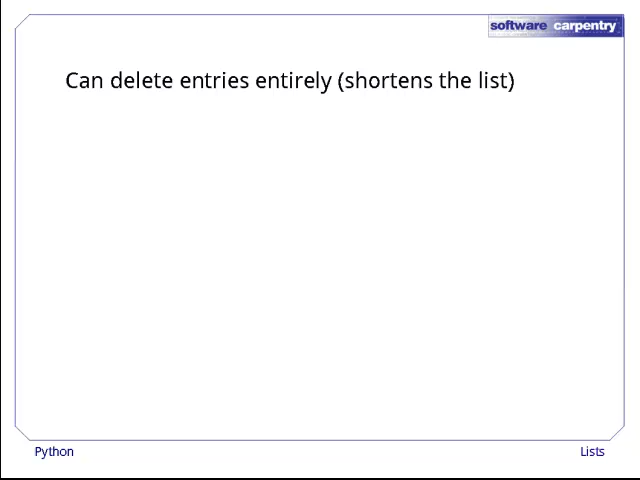 software carpentry
Can delete entries entirely (shortens the list)
Python
Lists